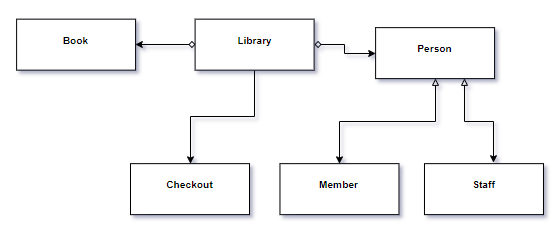 Book
Library
Person
Checkout
Member
Staff